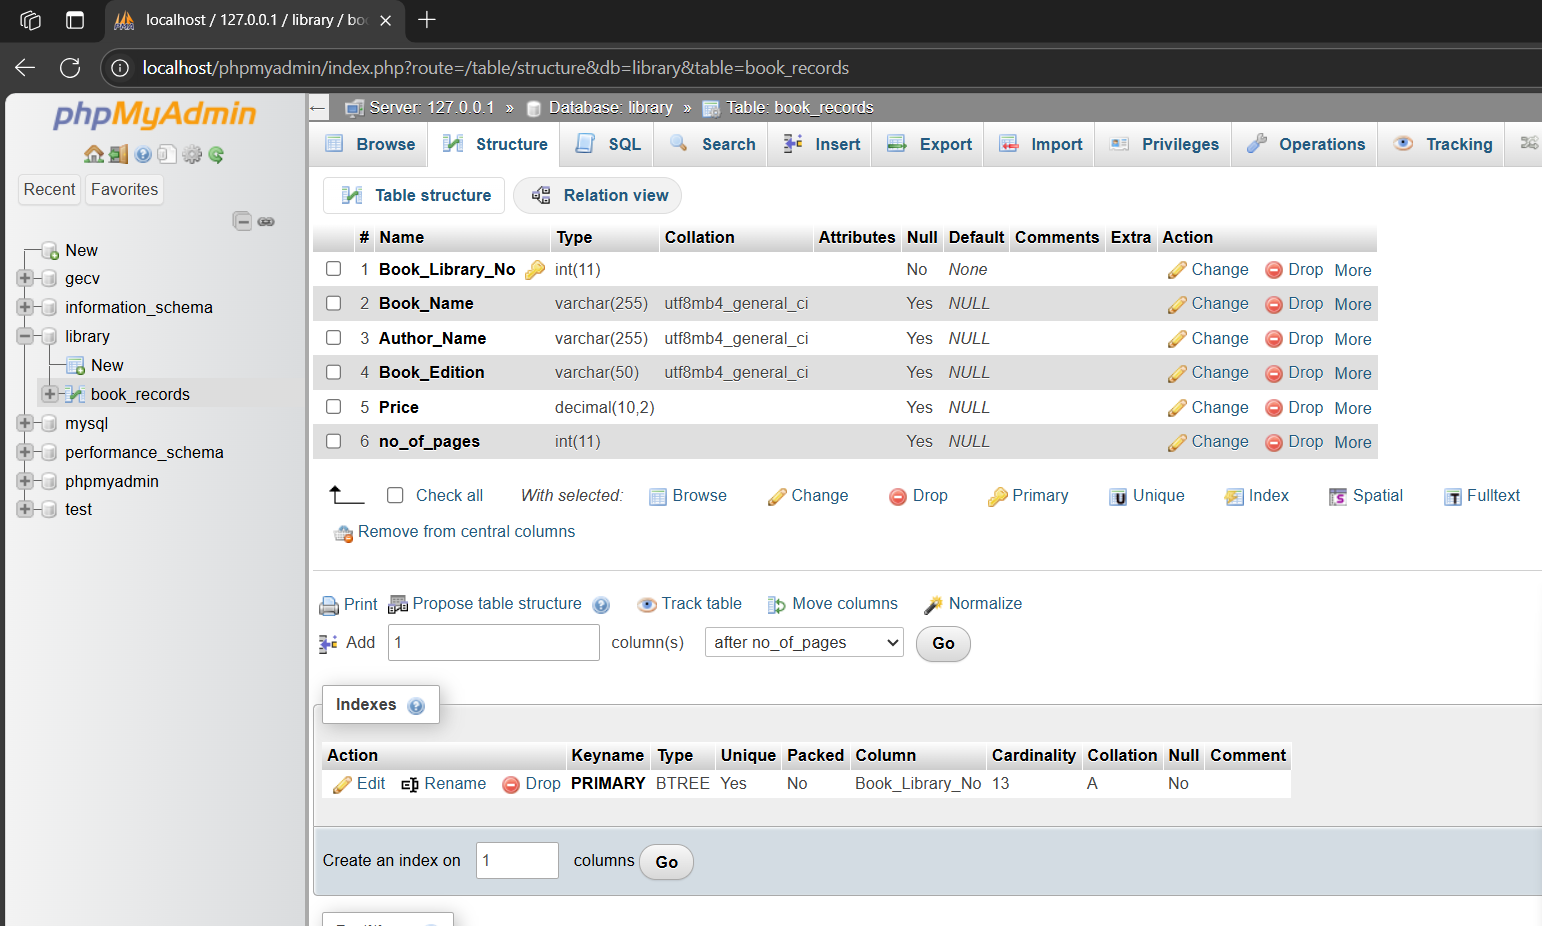 localhost / 127.0.0.1 / library / boo
localhost/phpmyadmin/index.php?route=/table/structure&db=library&table=book_records
phpMyAdmin
Recent Favorites
New
gecv
information_schema
library
New
book_records
mysql
performance_schema
phpmyadmin
test
Server: 127.0.0.1 » Database: library » Table: book_records
Browse Structure SQL Search Insert Export Import Privileges Operations Tracking
Table structure Relation view
# Name Type Collation Attributes Null Default Comments Extra Action
1 Book_Library_No int(11) No None Change Drop More
2 Book_Name varchar(255) utf8mb4_general_ci Yes NULL Change Drop More
3 Author_Name varchar(255) utf8mb4_general_ci Yes NULL Change Drop More
4 Book_Edition varchar(50) utf8mb4_general_ci Yes NULL Change Drop More
5 Price decimal(10,2) Yes NULL Change Drop More
6 no_of_pages int(11) Yes NULL Change Drop More
Check all With selected: Browse Change Drop Primary Unique Index Spatial Fulltext
Remove from central columns
Print Propose table structure Track table Move columns Normalize
Add 1 column(s) after no_of_pages Go
Indexes
Action Keyname Type Unique Packed Column Cardinality Collation Null Comment
Edit Rename Drop PRIMARY BTREE Yes No Book_Library_No 13 A No
Create an index on 1 columns Go